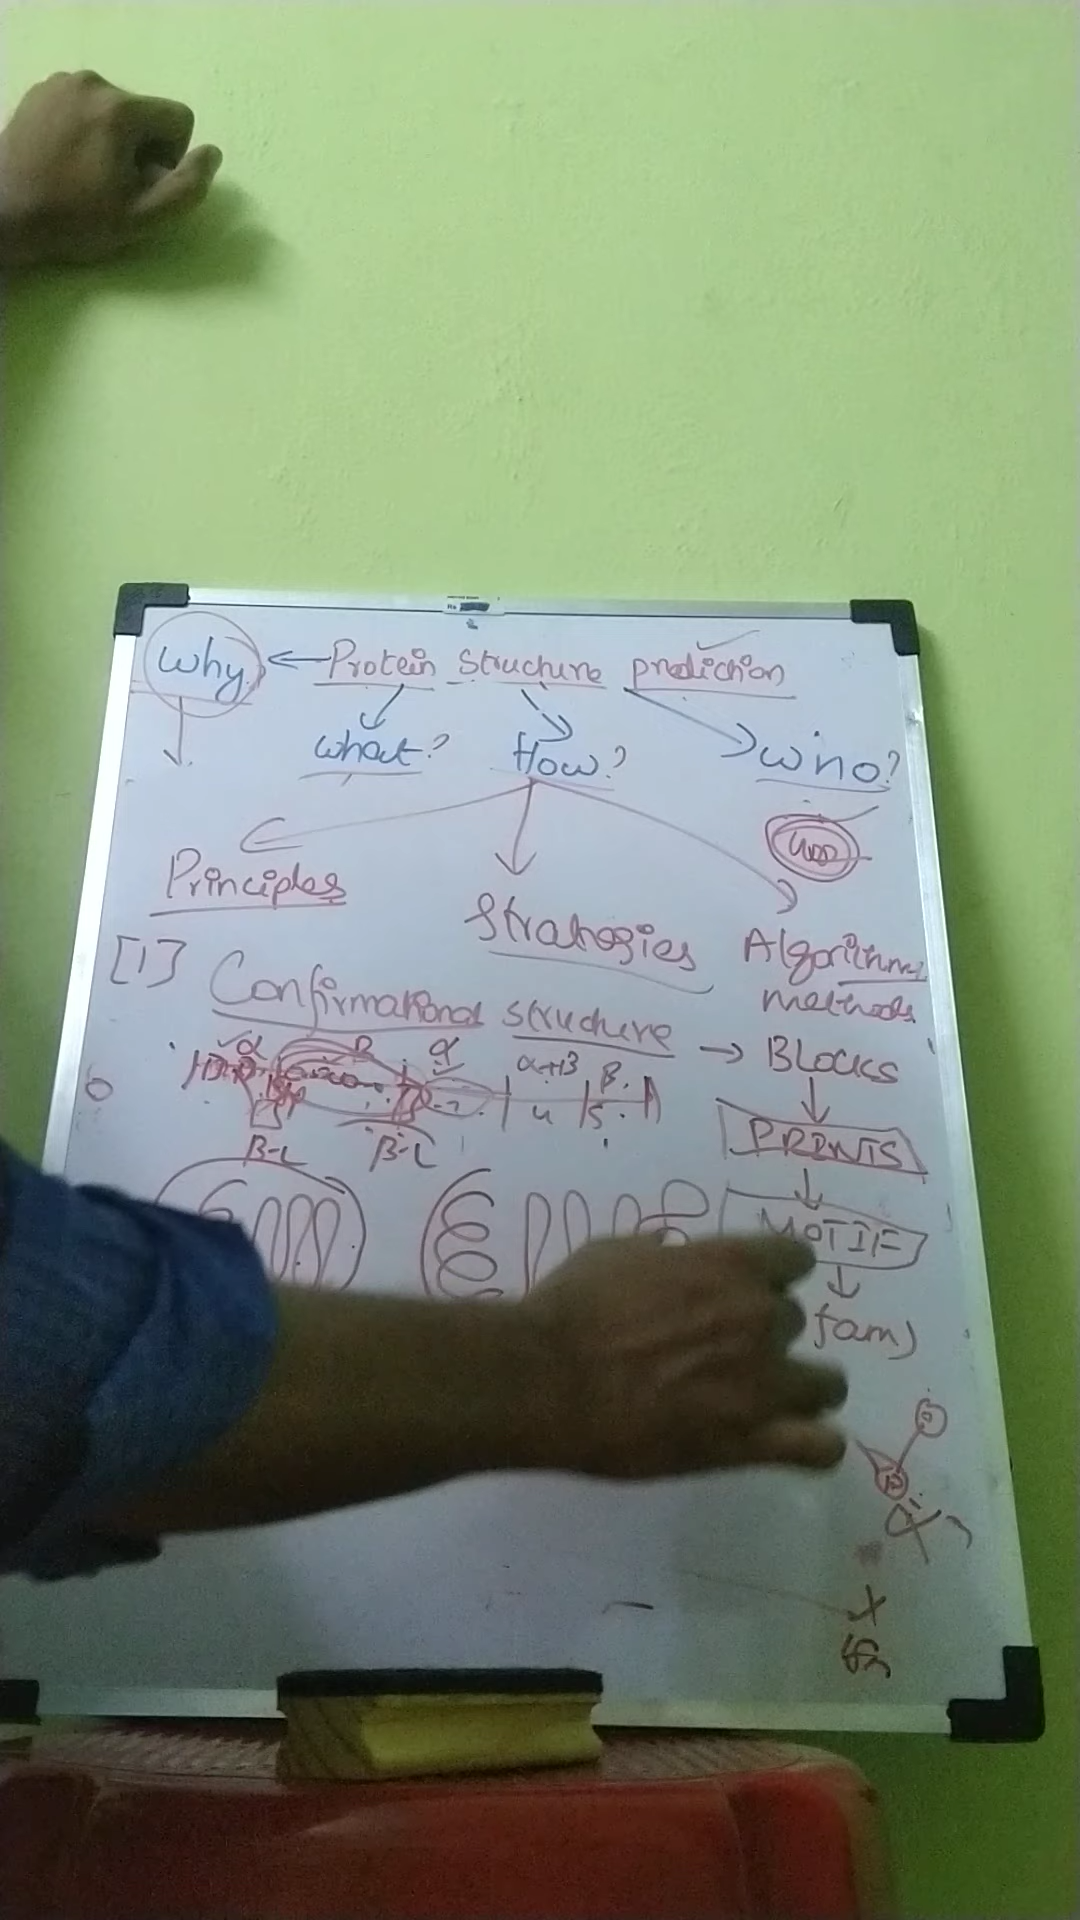 why ← Protein structure prediction
what? How? who?
Principles
Strategies
Algorithms
methods
[1] Confirmational structure → Blocks
α B α α+B β
4 5
B-L B-L
PRINTS
MOTIF
fam)
X